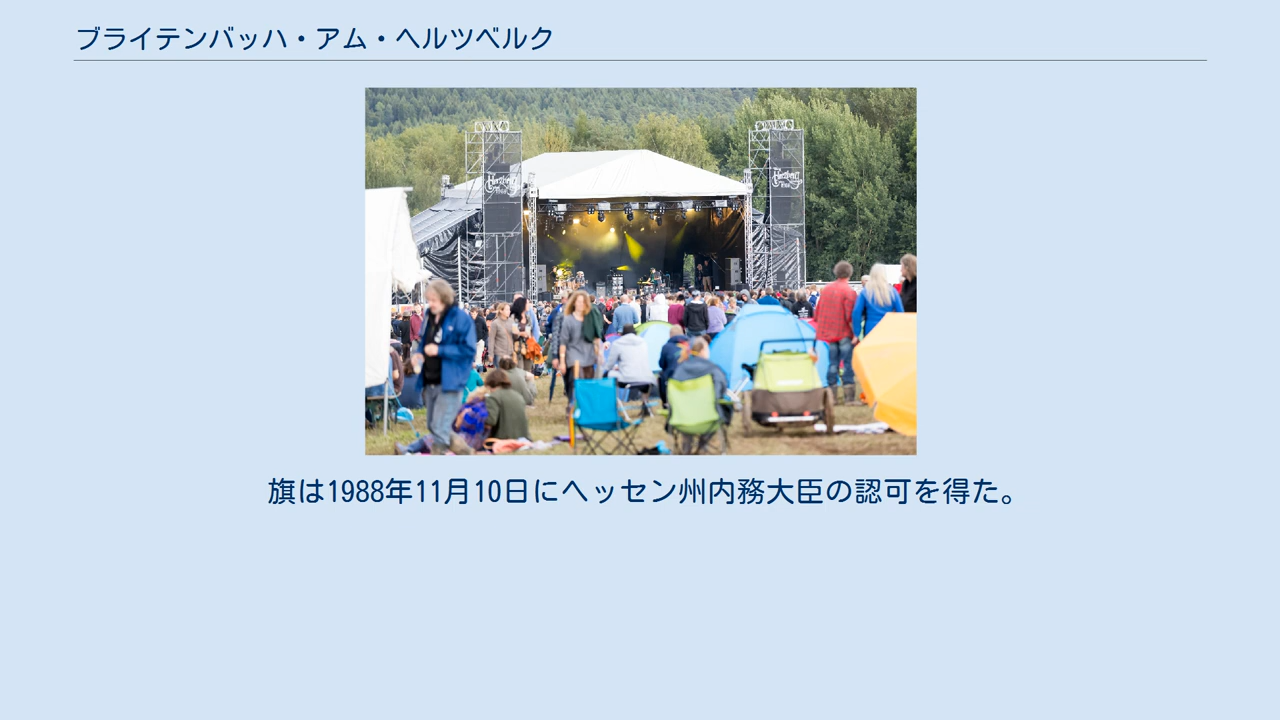 ブライテンバッハ・アム・ヘルツベルク
旗は1988年11月10日にヘッセン州内務大臣の認可を得た。